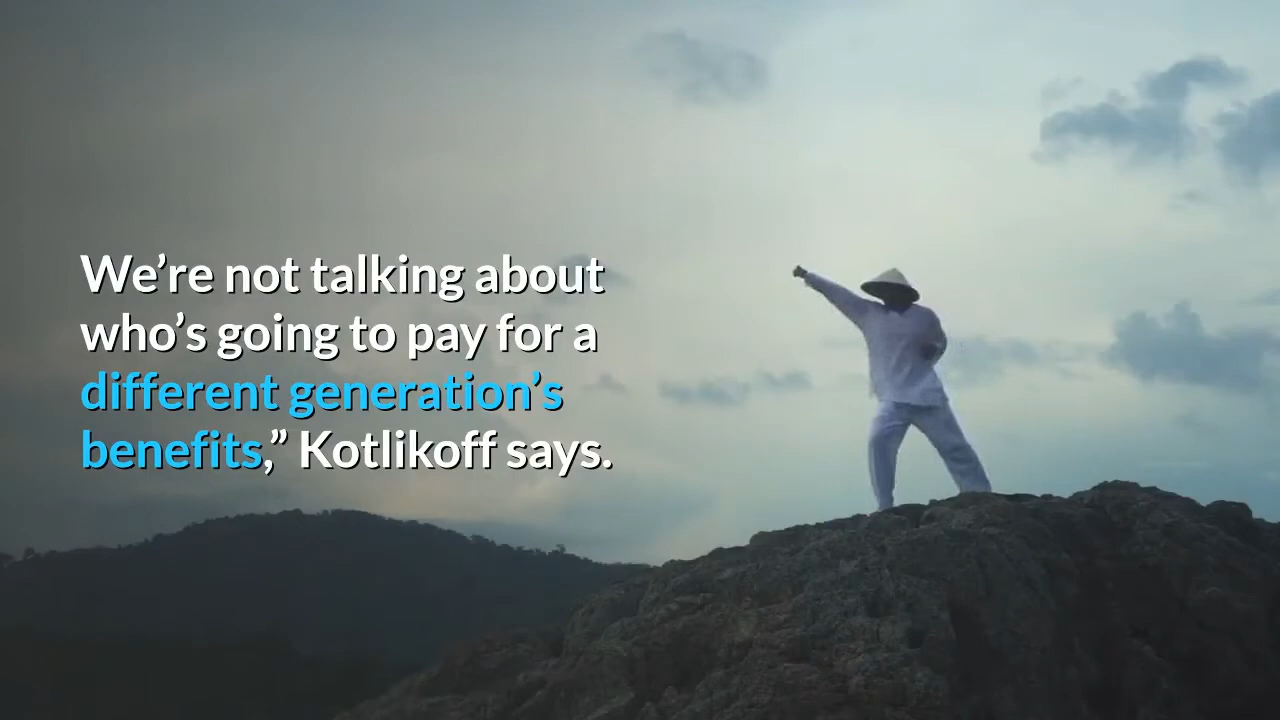 We’re not talking about
who’s going to pay for a
different generation’s
benefits,” Kotlikoff says.